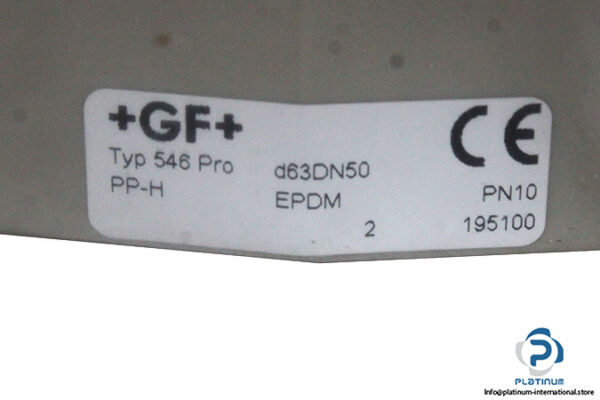 +GF+
CE
Typ 546 Pro d63DN50
PP-H EPDM PN10
2 195100
PLATINUM
Info@platinum-international.store